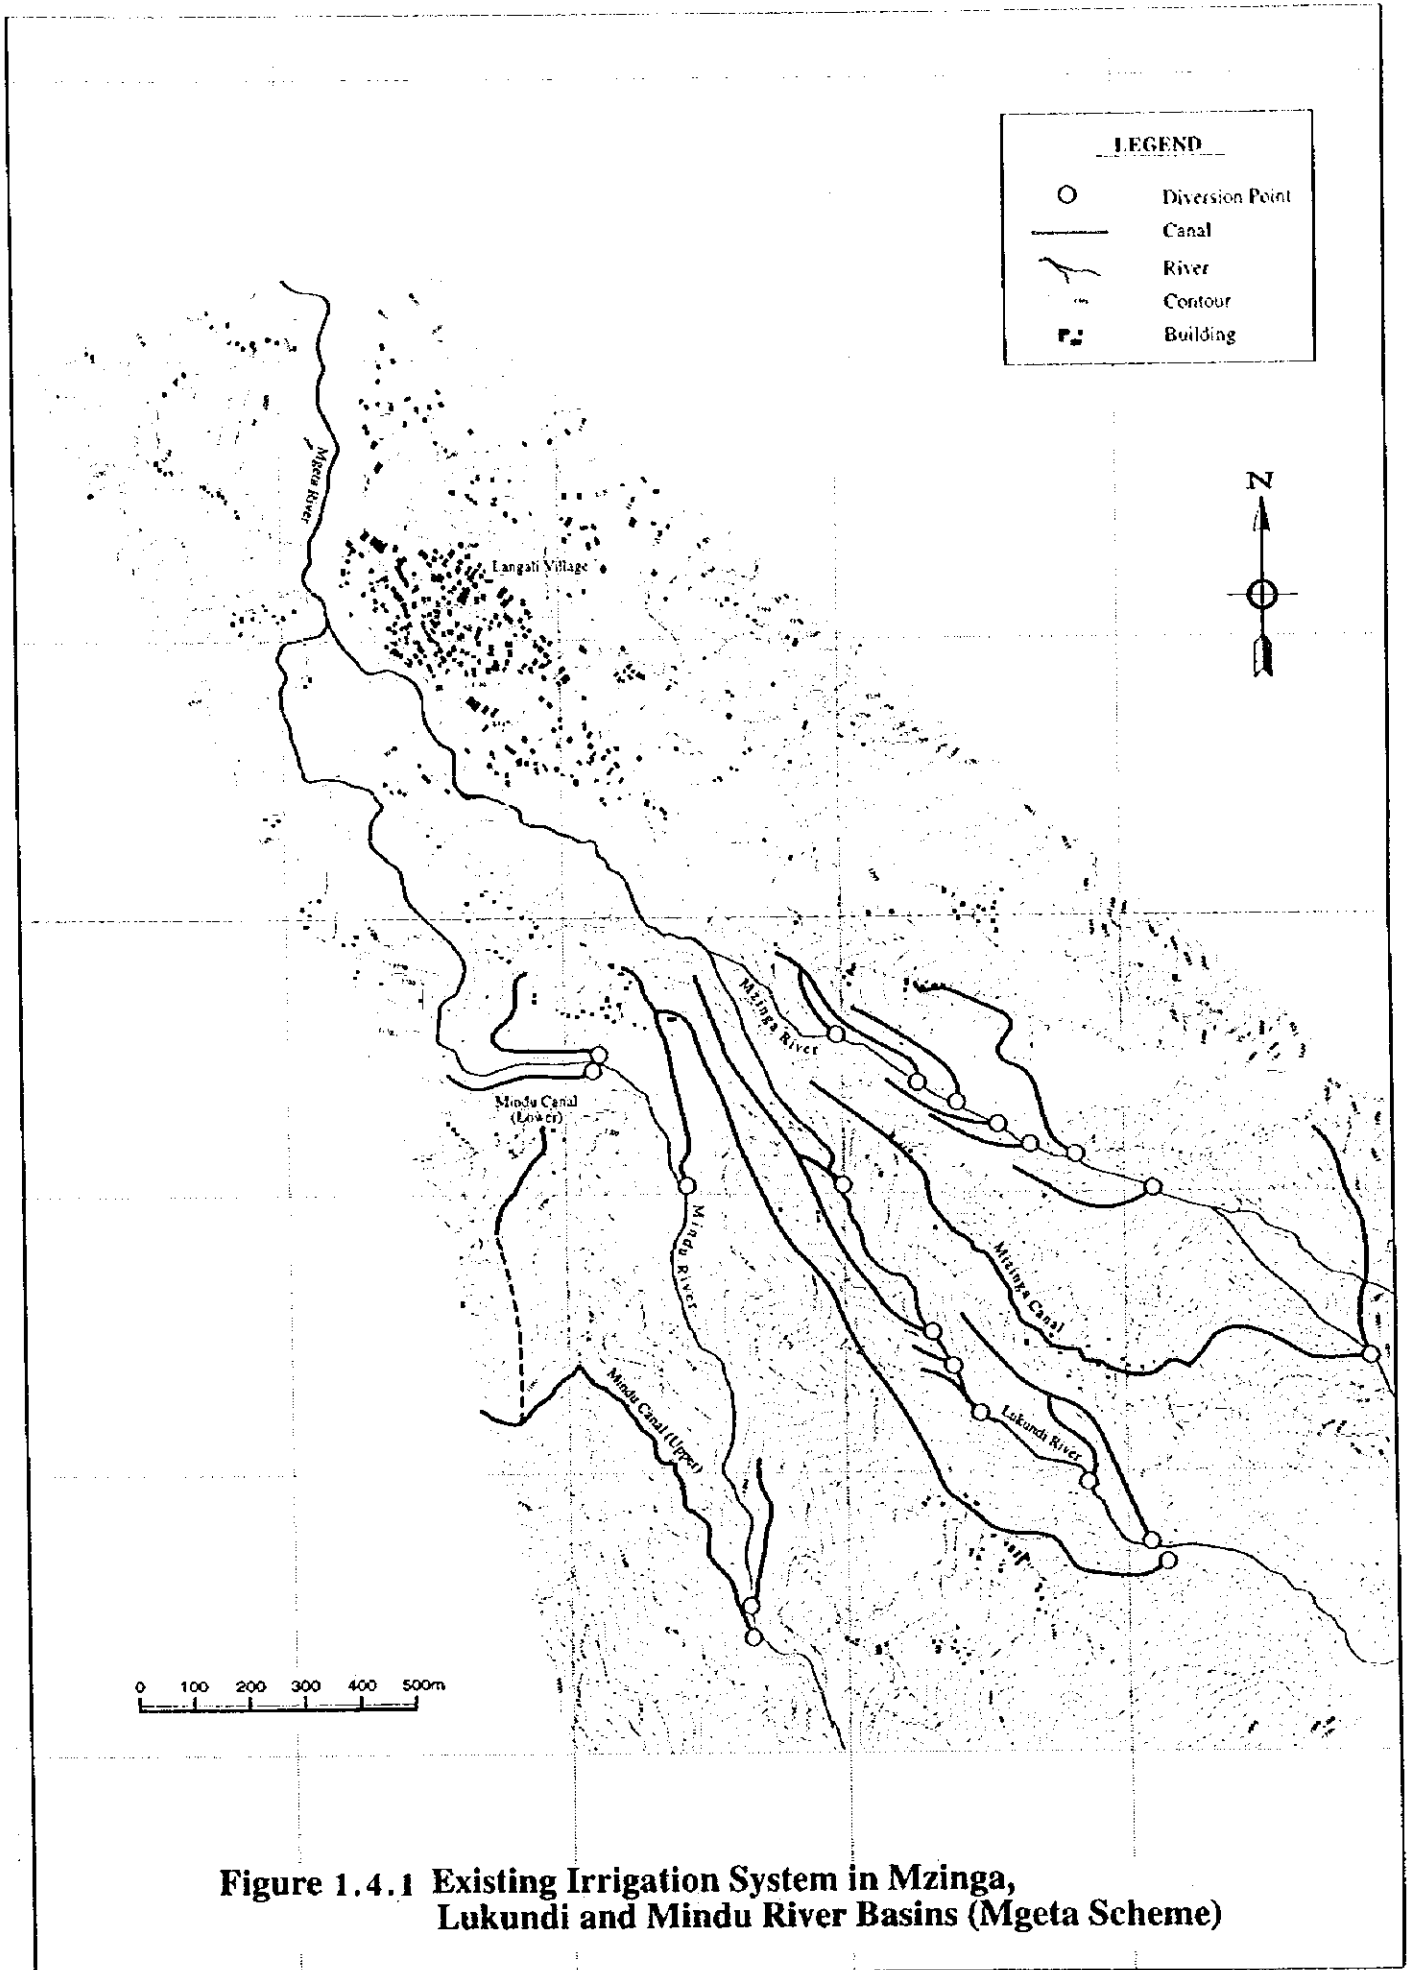 LEGEND
Diversion Point
Canal
River
Contour
Building
N
Mgeta River
Langali Village
Mzinga River
Mindu Canal
(Lower)
Mindu River
Mizinga Canal
Mindu Canal (Upper)
Lukundi River
0 100 200 300 400 500m
Figure 1.4.1 Existing Irrigation System in Mzinga,
Lukundi and Mindu River Basins (Mgeta Scheme)